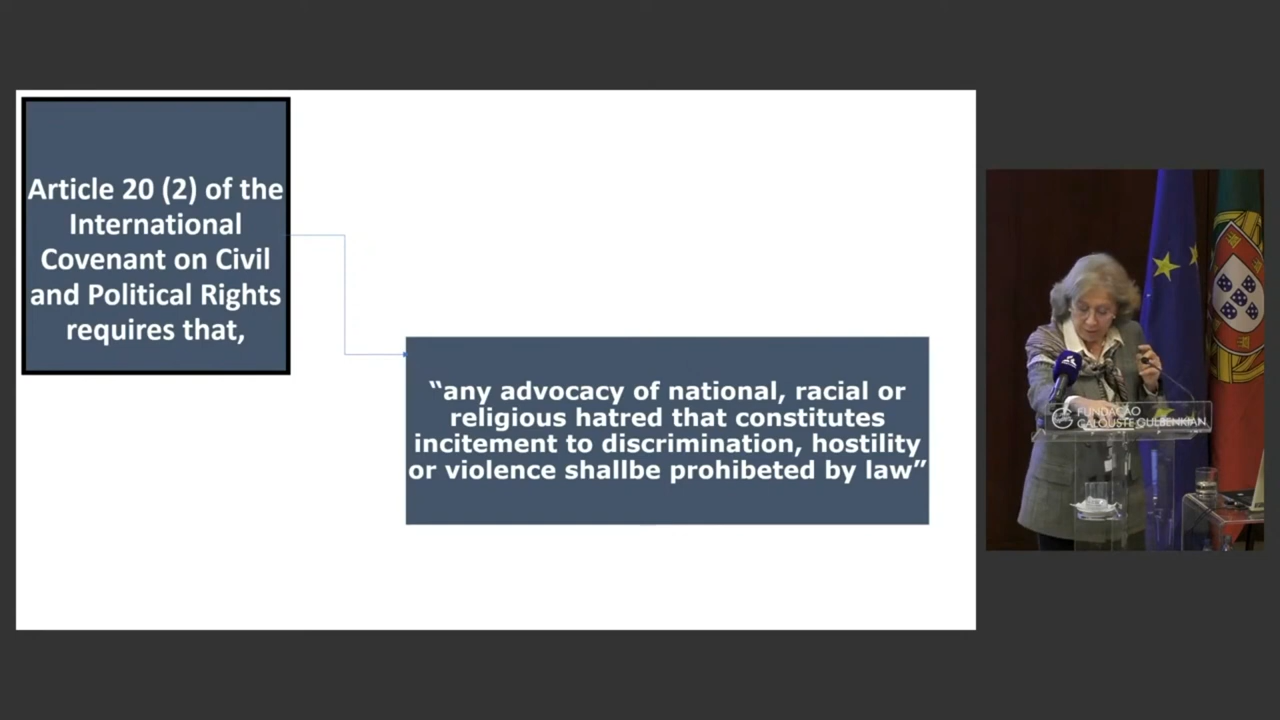 Article 20 (2) of the
International
Covenant on Civil
and Political Rights
requires that,
“any advocacy of national, racial or
religious hatred that constitutes
incitement to discrimination, hostility
or violence shallbe prohibeted by law”
FUNDAÇÃO
CALOUSTE GULBENKIAN